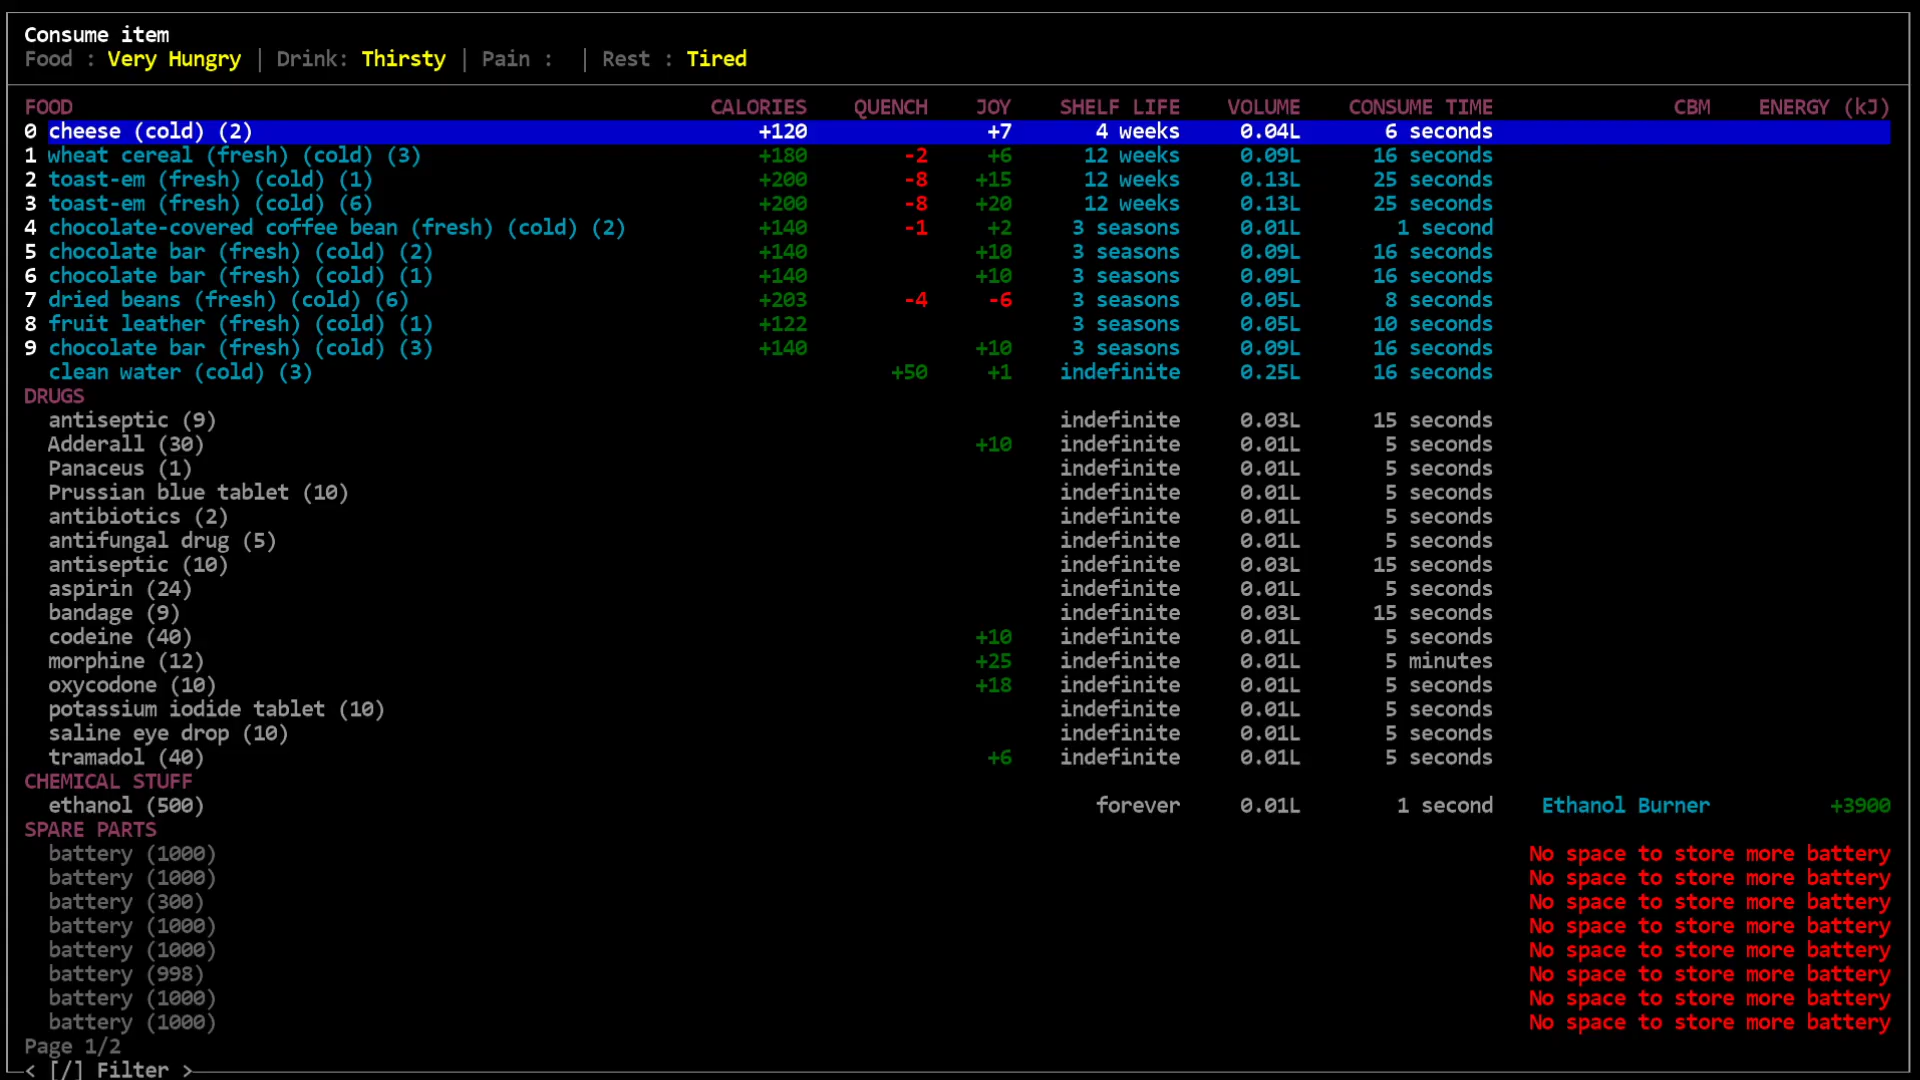 Consume item
Food : Very Hungry | Drink: Thirsty | Pain :   | Rest : Tired
FOOD CALORIES QUENCH JOY SHELF LIFE VOLUME CONSUME TIME CBM ENERGY (kJ)
0 cheese (cold) (2) +120 +7 4 weeks 0.04L 6 seconds
1 wheat cereal (fresh) (cold) (3) +180 -2 +6 12 weeks 0.09L 16 seconds
2 toast-em (fresh) (cold) (1) +200 -8 +15 12 weeks 0.13L 25 seconds
3 toast-em (fresh) (cold) (6) +200 -8 +20 12 weeks 0.13L 25 seconds
4 chocolate-covered coffee bean (fresh) (cold) (2) +140 -1 +2 3 seasons 0.01L 1 second
5 chocolate bar (fresh) (cold) (2) +140 +10 3 seasons 0.09L 16 seconds
6 chocolate bar (fresh) (cold) (1) +140 +10 3 seasons 0.09L 16 seconds
7 dried beans (fresh) (cold) (6) +203 -4 -6 3 seasons 0.05L 8 seconds
8 fruit leather (fresh) (cold) (1) +122 3 seasons 0.05L 10 seconds
9 chocolate bar (fresh) (cold) (3) +140 +10 3 seasons 0.09L 16 seconds
clean water (cold) (3) +50 +1 indefinite 0.25L 16 seconds
DRUGS
antiseptic (9) indefinite 0.03L 15 seconds
Adderall (30) +10 indefinite 0.01L 5 seconds
Panaceus (1) indefinite 0.01L 5 seconds
Prussian blue tablet (10) indefinite 0.01L 5 seconds
antibiotics (2) indefinite 0.01L 5 seconds
antifungal drug (5) indefinite 0.01L 5 seconds
antiseptic (10) indefinite 0.03L 15 seconds
aspirin (24) indefinite 0.01L 5 seconds
bandage (9) indefinite 0.03L 15 seconds
codeine (40) +10 indefinite 0.01L 5 seconds
morphine (12) +25 indefinite 0.01L 5 minutes
oxycodone (10) +18 indefinite 0.01L 5 seconds
potassium iodide tablet (10) indefinite 0.01L 5 seconds
saline eye drop (10) indefinite 0.01L 5 seconds
tramadol (40) +6 indefinite 0.01L 5 seconds
CHEMICAL STUFF
ethanol (500) forever 0.01L 1 second Ethanol Burner +3900
SPARE PARTS
battery (1000) No space to store more battery
battery (1000) No space to store more battery
battery (300) No space to store more battery
battery (1000) No space to store more battery
battery (1000) No space to store more battery
battery (998) No space to store more battery
battery (1000) No space to store more battery
battery (1000) No space to store more battery
Page 1/2
< [/] Filter >